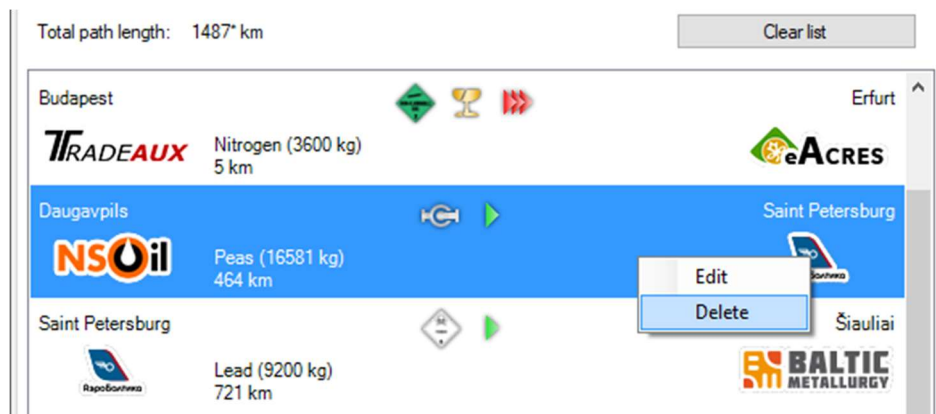 Total path length: 1487* km
Clear list
Budapest
Erfurt
TRADEAUX
Nitrogen (3600 kg)
5 km
eACRES
Daugavpils
Saint Petersburg
NSOil
Peas (16581 kg)
464 km
Edit
Delete
Saint Petersburg
Šiauliai
Lead (9200 kg)
721 km
BALTIC
METALLURGY